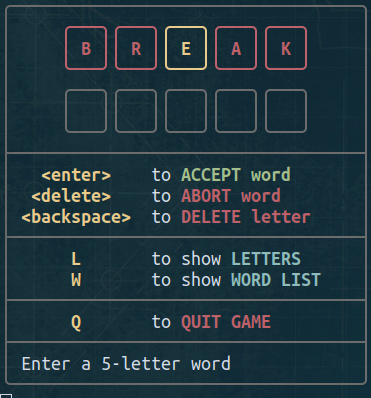 B R E A K
<enter> to ACCEPT word
<delete> to ABORT word
<backspace> to DELETE letter
L to show LETTERS
W to show WORD LIST
Q to QUIT GAME
Enter a 5-letter word